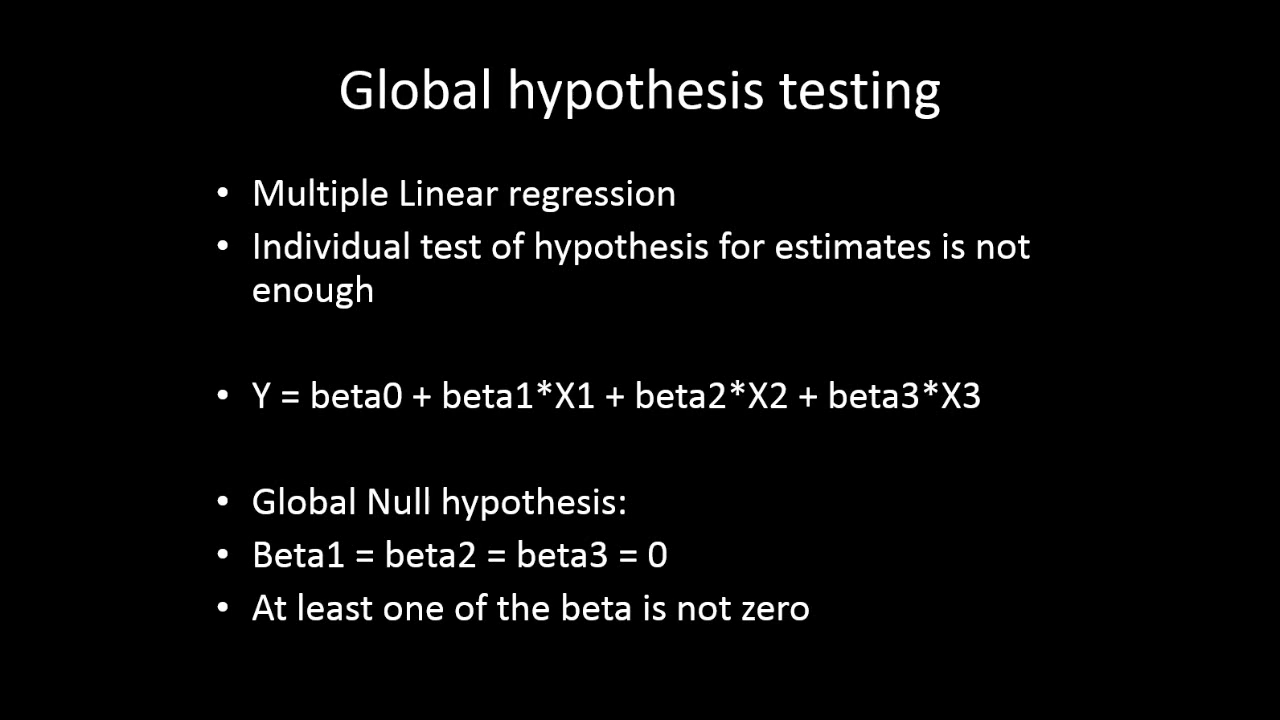 Global hypothesis testing
• Multiple Linear regression
• Individual test of hypothesis for estimates is not
enough
• Y = beta0 + beta1*X1 + beta2*X2 + beta3*X3
• Global Null hypothesis:
• Beta1 = beta2 = beta3 = 0
• At least one of the beta is not zero